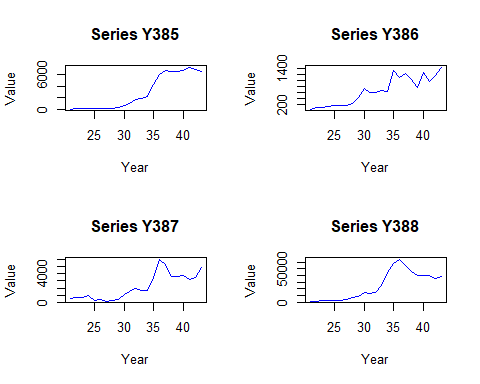 Series Y385
Value
0 6000
25 30 35 40
Year
Series Y386
Value
200 1400
25 30 35 40
Year
Series Y387
Value
0 4000
25 30 35 40
Year
Series Y388
Value
0 50000
25 30 35 40
Year